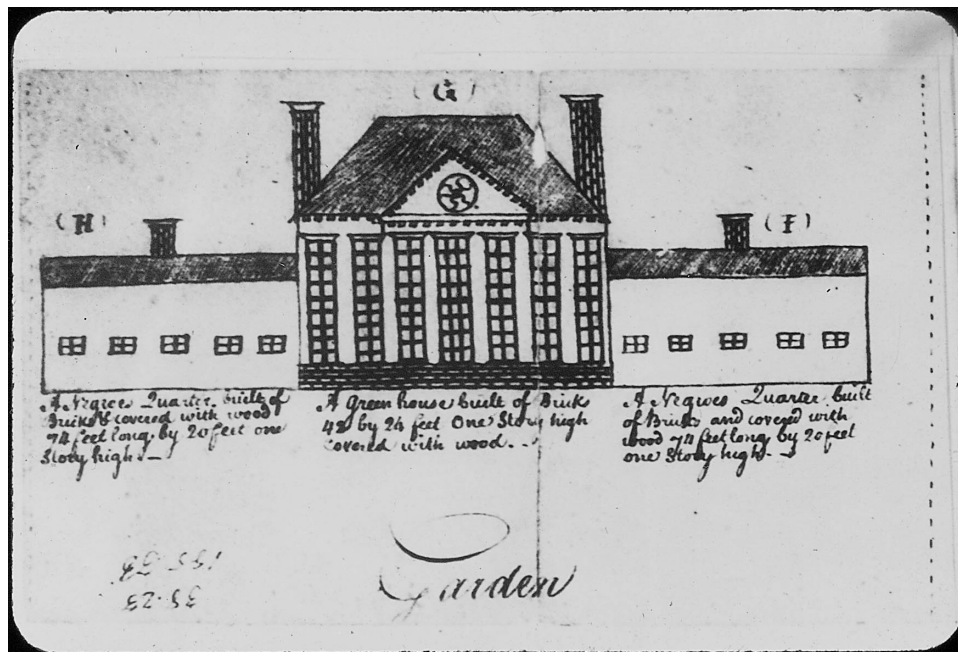 (G)
(H)
(I)
A Negroes Quarter, built of
Bricks & covered with wood
74 feet long by 20 feet one
Story high. —
A Green house built of Brick
42 by 24 feet One Story high
covered with wood. - -
A Negroes Quarter built
of Bricks and covered with
wood 74 feet long by 20 feet
one Story high. —
Garden